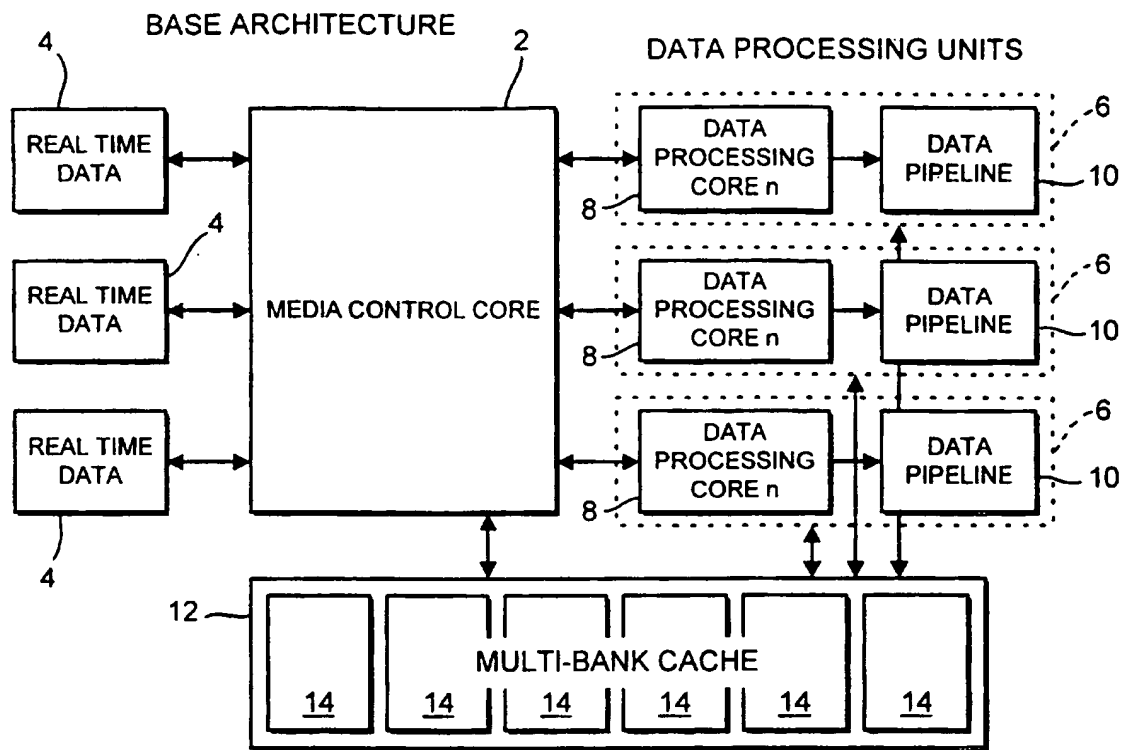 BASE ARCHITECTURE
DATA PROCESSING UNITS
4
2
REAL TIME
DATA
MEDIA CONTROL CORE
DATA
PROCESSING
CORE n
DATA
PIPELINE
6
8
10
4
REAL TIME
DATA
DATA
PROCESSING
CORE n
DATA
PIPELINE
6
8
10
REAL TIME
DATA
4
DATA
PROCESSING
CORE n
DATA
PIPELINE
6
8
10
12
MULTI-BANK CACHE
14
14
14
14
14
14